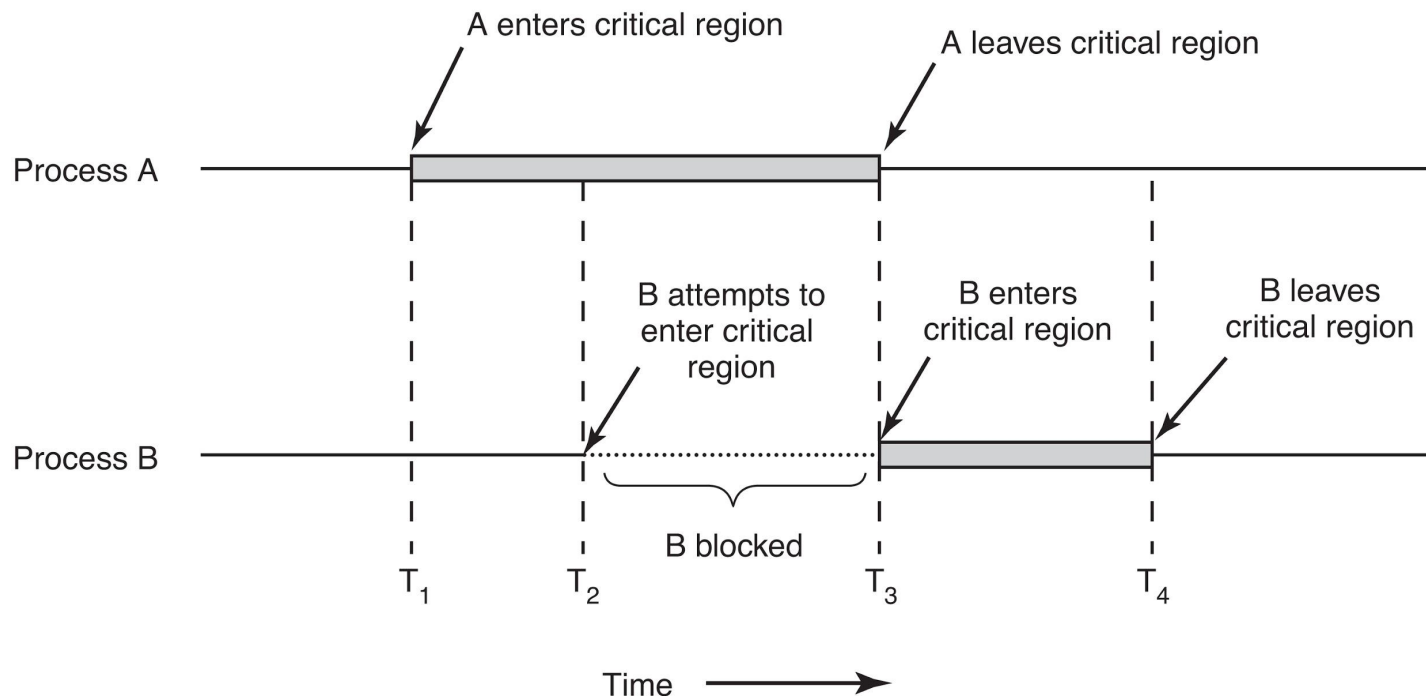 A enters critical region
A leaves critical region
Process A
B attempts to
enter critical
region
B enters
critical region
B leaves
critical region
Process B
B blocked
T1
T2
T3
T4
Time